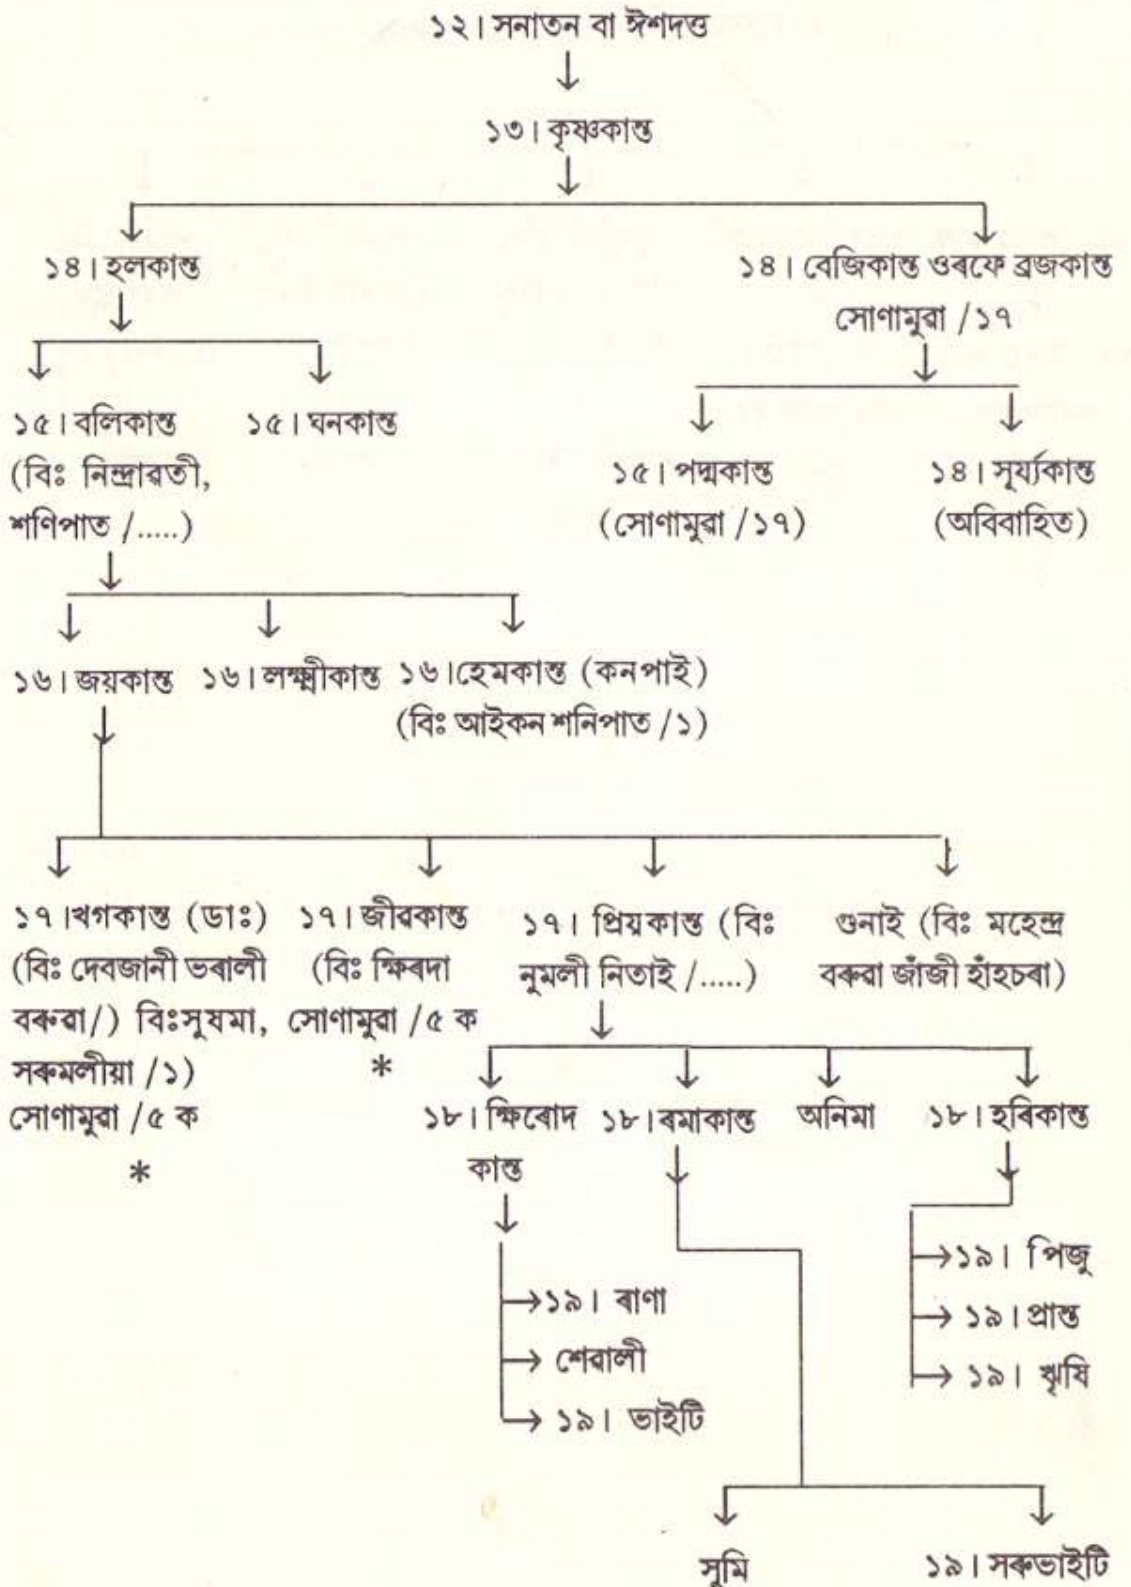 ১২। সনাতন বা ঈশদত্ত
১৩। কৃষ্ণকান্ত
১৪। হলকান্ত
১৪। বেজিকান্ত ওৰফে ব্ৰজকান্ত
সোণামুৱা /১৭
১৫। বলিকান্ত
(বিঃ নিন্দ্ৰাৱতী,
শণিপাত /.....)
১৫। ঘনকান্ত
১৫। পদ্মকান্ত
(সোণামুৱা /১৭)
১৪। সূৰ্য্যকান্ত
(অবিবাহিত)
১৬। জয়কান্ত
১৬। লক্ষ্মীকান্ত
১৬।হেমকান্ত (কনপাই)
(বিঃ আইকন শনিপাত /১)
১৭।খগকান্ত (ডাঃ)
(বিঃ দেবজানী ভৰালী
বৰুৱা/) বিঃসুষমা,
সৰুমলীয়া /১)
সোণামুৱা /৫ ক
*
১৭। জীৱকান্ত
(বিঃ ক্ষিৰদা
সোণামুৱা /৫ ক
*
১৭। প্ৰিয়কান্ত (বিঃ
নুমলী নিতাই /.....)
গুনাই (বিঃ মহেন্দ্ৰ
বৰুৱা জাঁজী হাঁহচৰা)
১৮। ক্ষিৰোদ
কান্ত
১৮।ৰমাকান্ত
অনিমা
১৮। হৰিকান্ত
১৯। ৰাণা
শেৱালী
১৯। ভাইটি
১৯। পিজু
১৯। প্ৰান্ত
১৯। ঋষি
সুমি
১৯। সৰুভাইটি